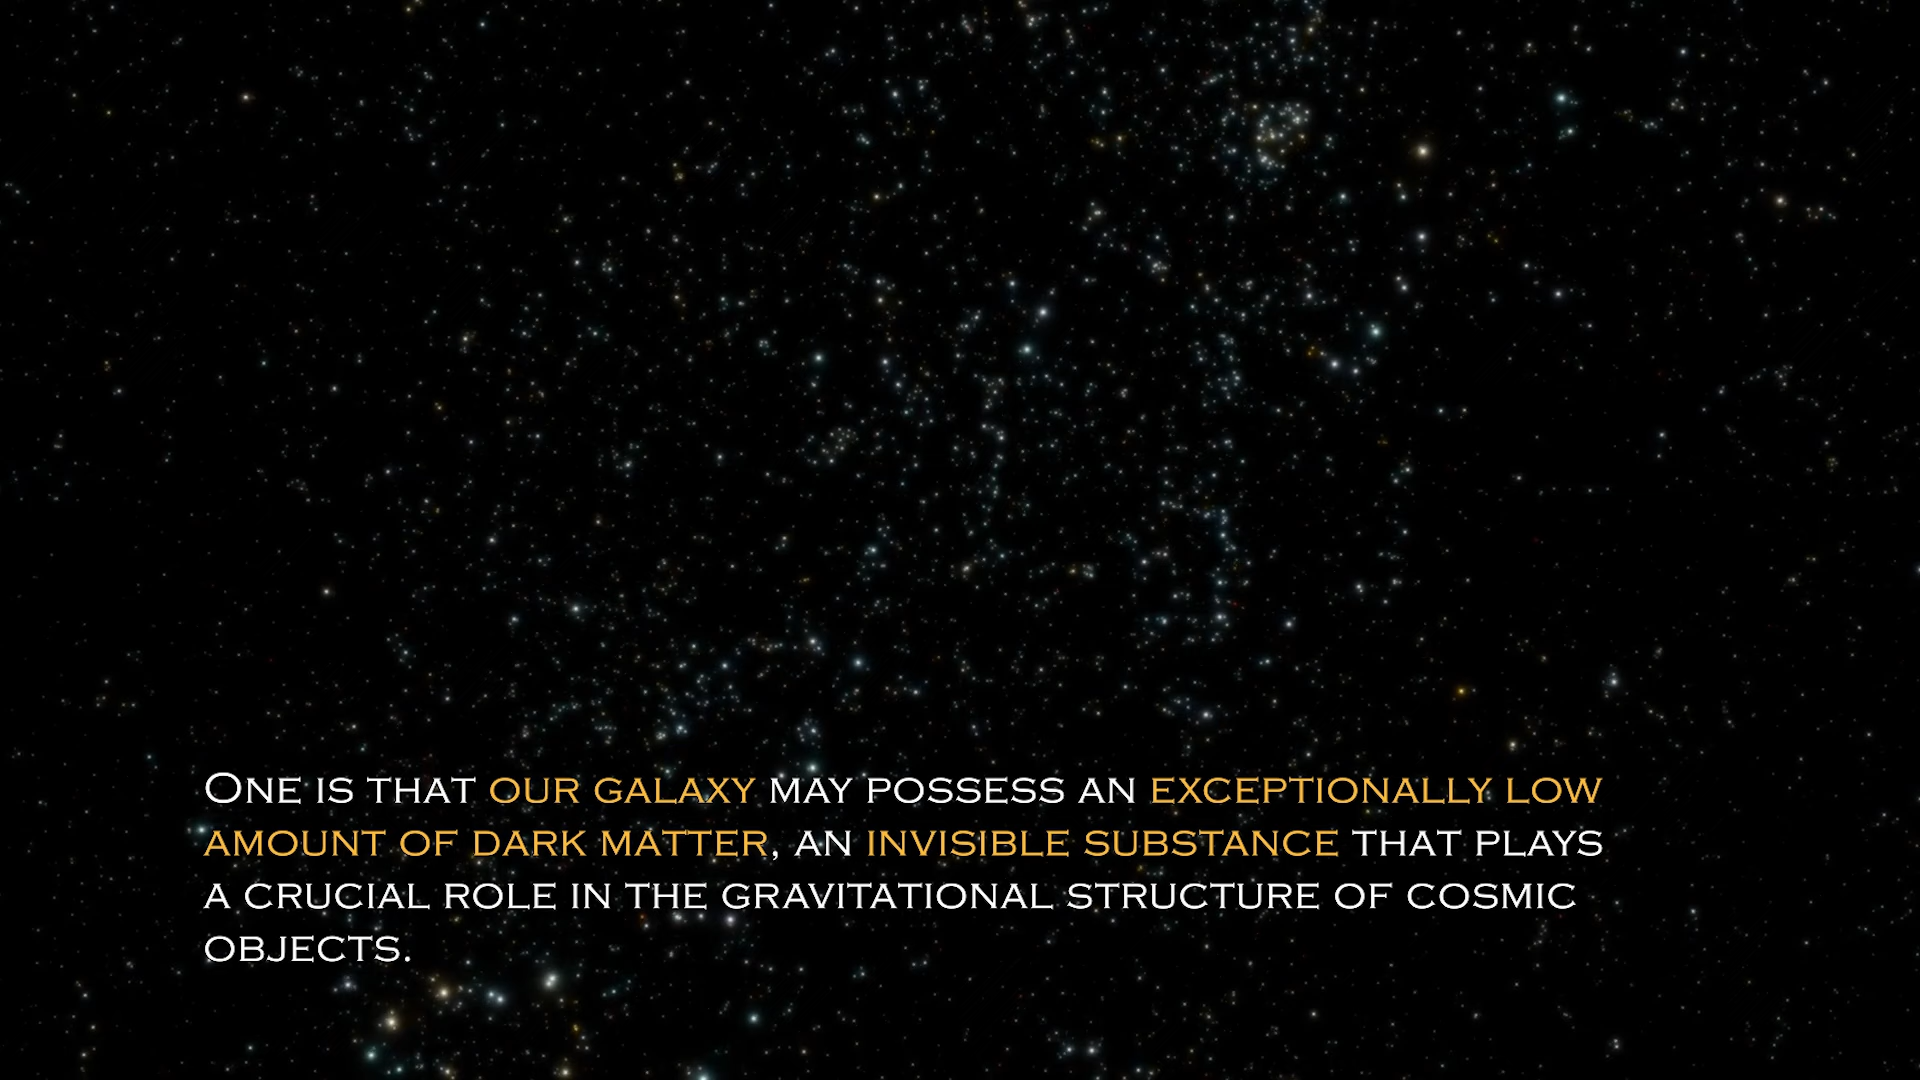 One is that our galaxy may possess an exceptionally low
amount of dark matter, an invisible substance that plays
a crucial role in the gravitational structure of cosmic
objects.